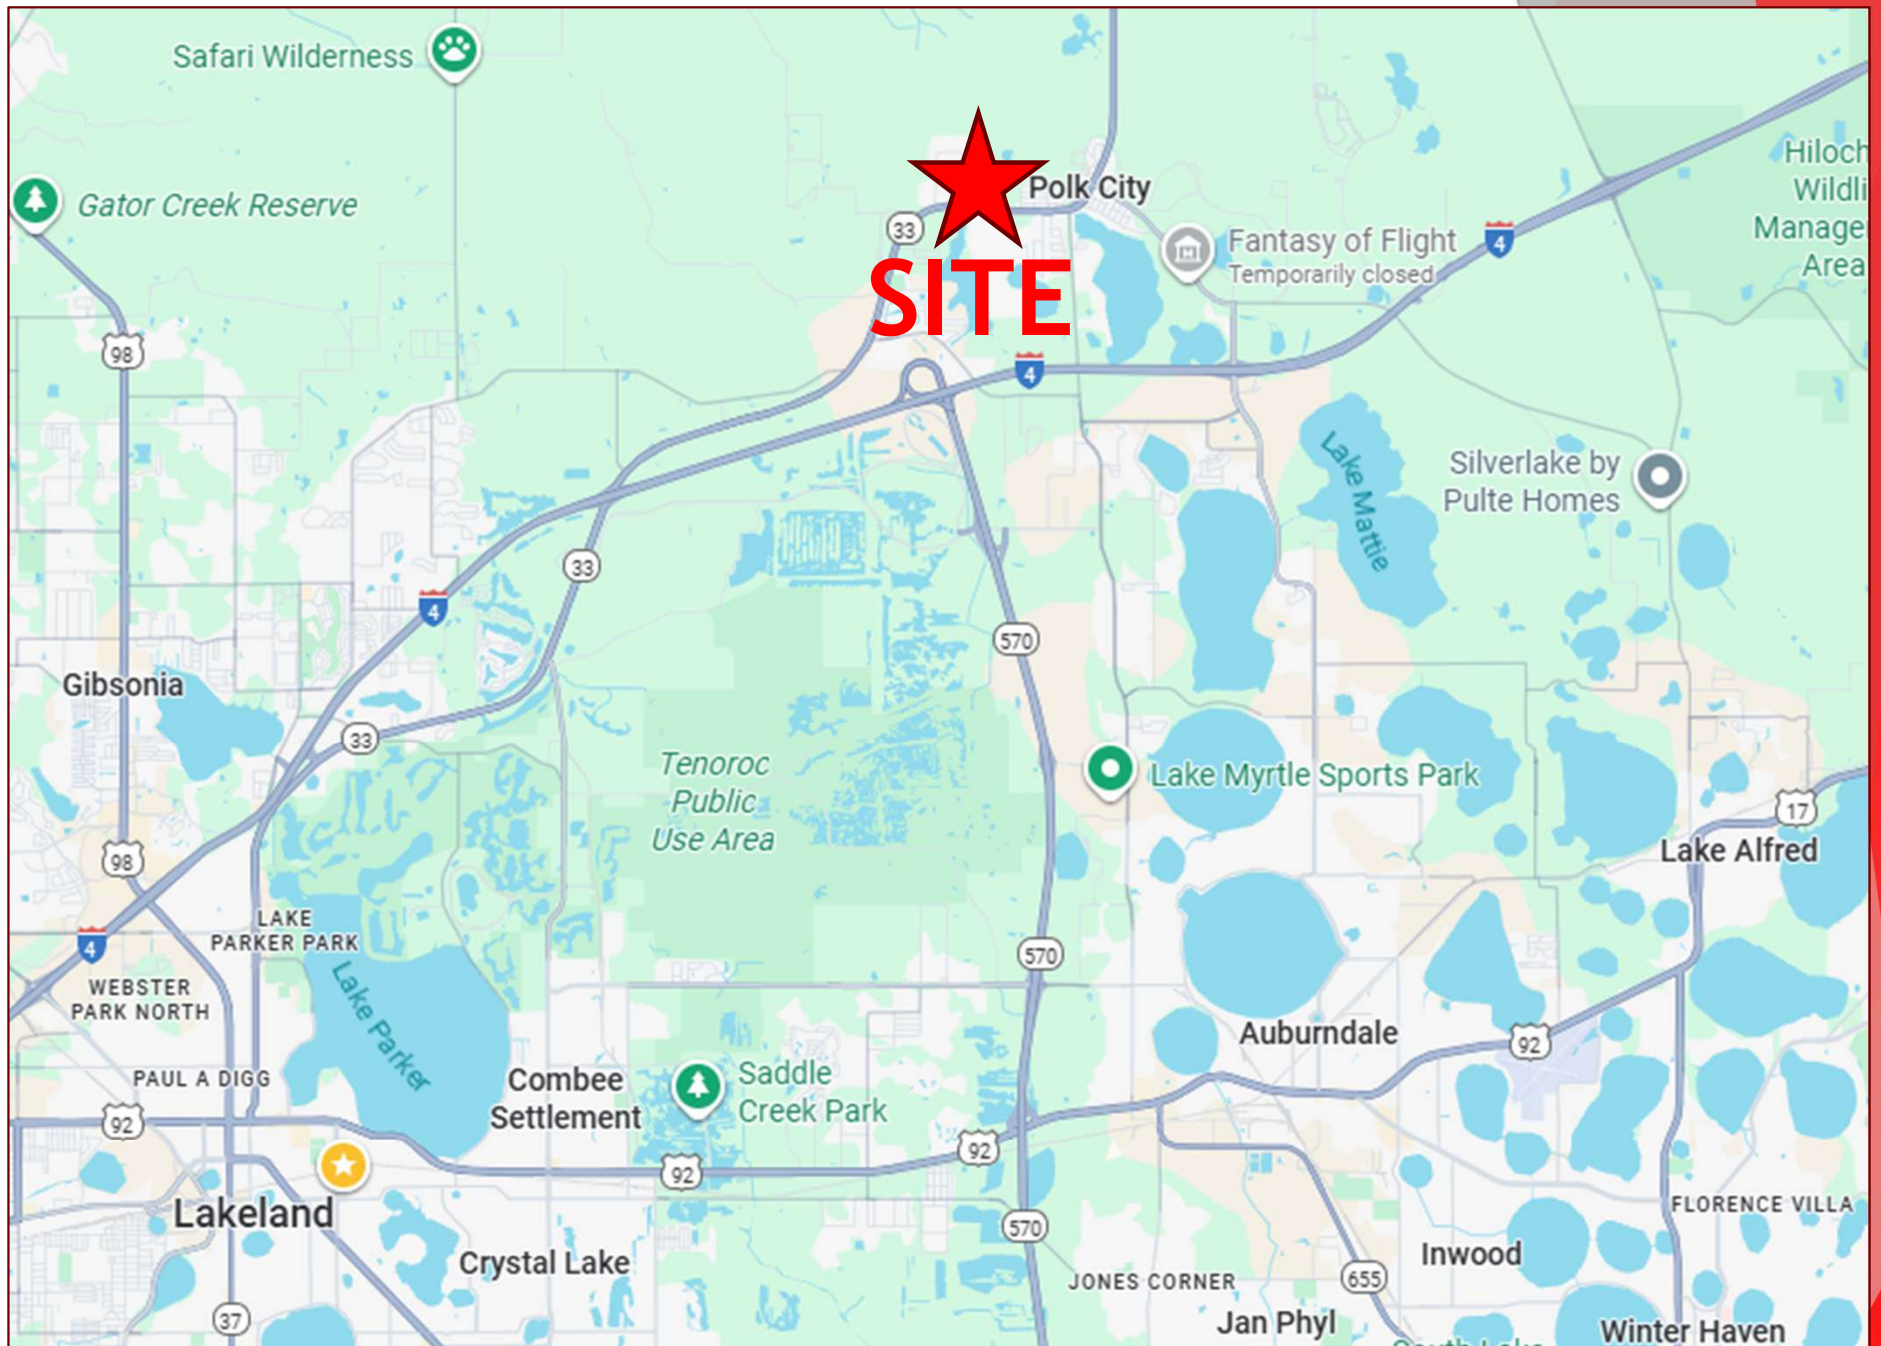 Safari Wilderness
Gator Creek Reserve
Polk City
33
SITE
Fantasy of Flight
Temporarily closed
4
Hiloch
Wildli
Manage
Area
98
4
Lake Mattie
Silverlake by
Pulte Homes
33
4
570
Gibsonia
33
Tenoroc
Public
Use Area
Lake Myrtle Sports Park
17
Lake Alfred
98
LAKE
PARKER PARK
4
WEBSTER
PARK NORTH
Lake Parker
570
Auburndale
92
PAUL A DIGG
Combee
Settlement
Saddle
Creek Park
92
92
92
Lakeland
570
FLORENCE VILLA
Crystal Lake
Inwood
JONES CORNER
655
37
Jan Phyl
Winter Haven
South Lake